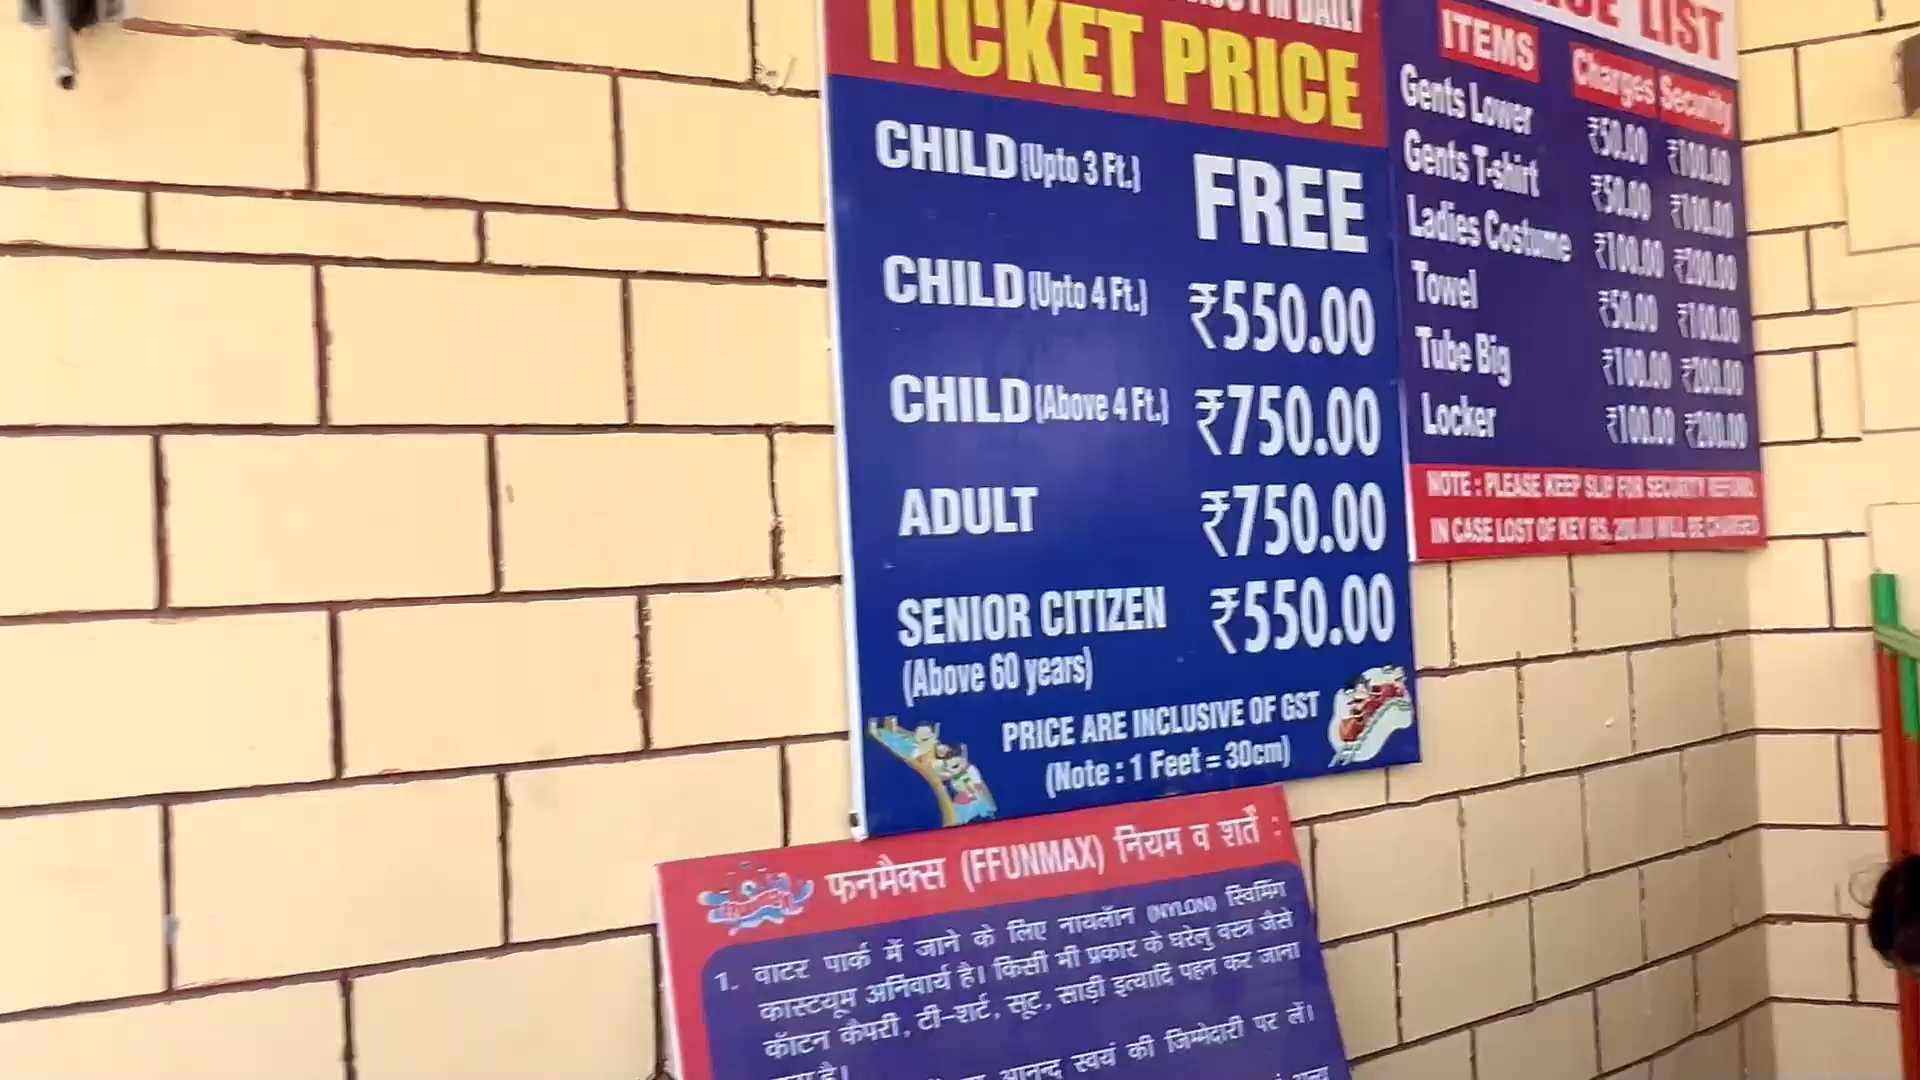 DAILY
TICKET PRICE
CHILD (Upto 3 Ft.) FREE
CHILD (Upto 4 Ft.) ₹550.00
CHILD (Above 4 Ft.) ₹750.00
ADULT ₹750.00
SENIOR CITIZEN ₹550.00
(Above 60 years)
PRICE ARE INCLUSIVE OF GST
(Note : 1 Feet = 30cm)
LIST
ITEMS Charges Security
Gents Lower ₹50.00 ₹100.00
Gents T-shirt ₹50.00 ₹100.00
Ladies Costume ₹100.00 ₹200.00
Towel ₹50.00 ₹100.00
Tube Big ₹100.00 ₹200.00
Locker ₹100.00 ₹200.00
NOTE : PLEASE KEEP SLIP FOR SECURITY REFUND.
IN CASE LOST OF KEY RS. 200.00 WILL BE CHARGED
फनमैक्स (FFUNMAX) नियम व शर्तें :
1. वाटर पार्क में जाने के लिए नायलॉन (NYLON) स्विमिंग
कास्टयूम अनिवार्य है। किसी भी प्रकार के घरेलु वस्त्र जैसे
कॉटन कैपरी, टी-शर्ट, सूट, साड़ी इत्यादि पहन कर जाना
है।
आनन्द स्वयं की जिम्मेदारी पर लें।